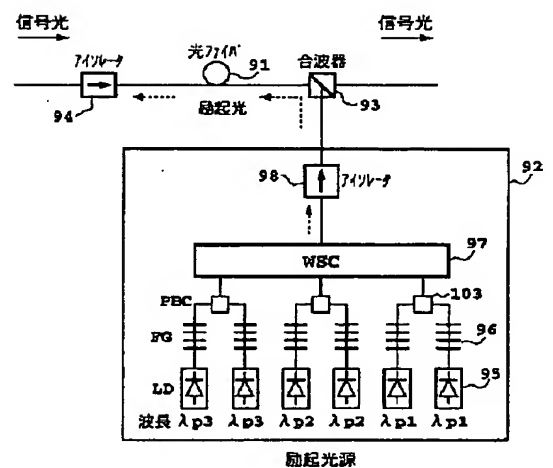 信号光 信号光
光ファイバ 91 合波器
アイソレータ
94 93
励起光
92
98 アイソレータ
97
WSC
PBC 103
FG 96
LD 95
波長 λp3 λp3 λp2 λp2 λp1 λp1
励起光源